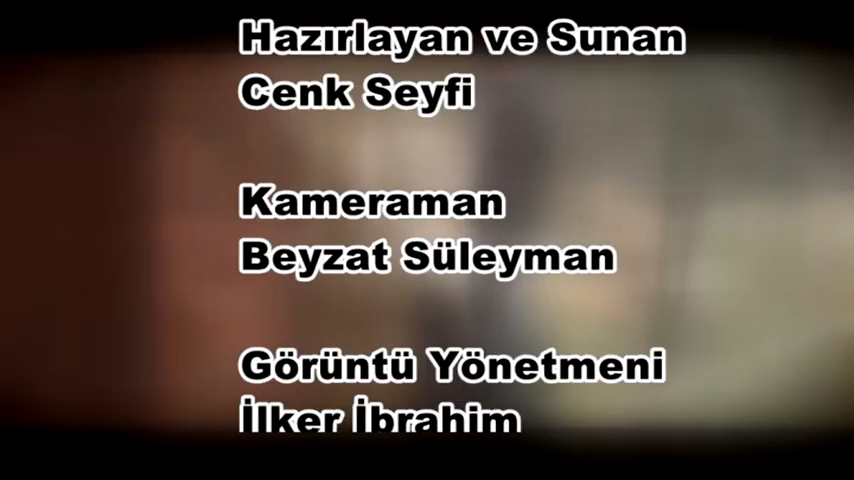 Hazırlayan ve Sunan
Cenk Seyfi
Kameraman
Beyzat Süleyman
Görüntü Yönetmeni
İlker İbrahim